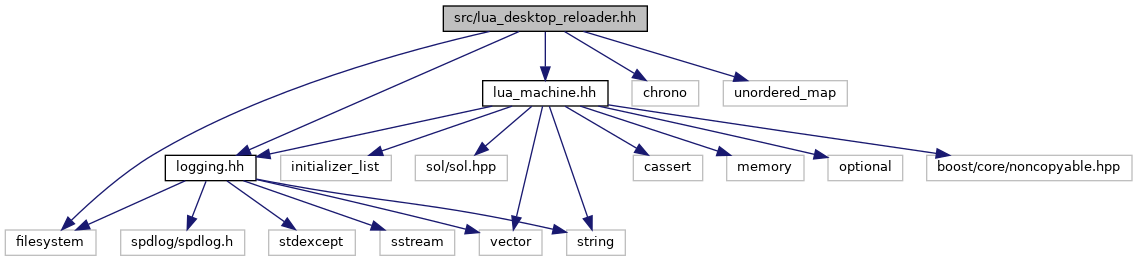 src/lua_desktop_reloader.hh
lua_machine.hh
chrono
unordered_map
logging.hh
initializer_list
sol/sol.hpp
cassert
memory
optional
boost/core/noncopyable.hpp
filesystem
spdlog/spdlog.h
stdexcept
sstream
vector
string